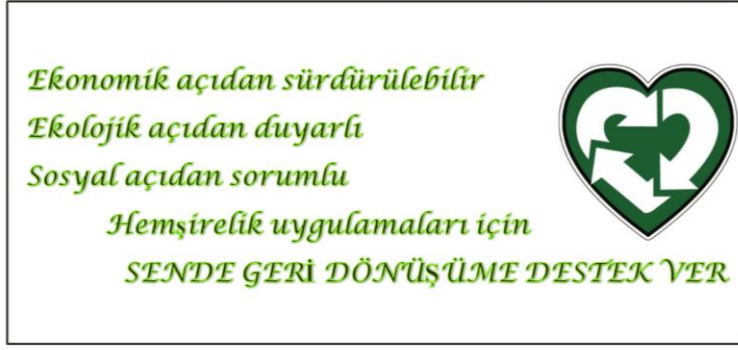 Ekonomik açıdan sürdürülebilir
Ekolojik açıdan duyarlı
Sosyal açıdan sorumlu
Hemşirelik uygulamaları için
SENDE GERİ DÖNÜŞÜME DESTEK VER